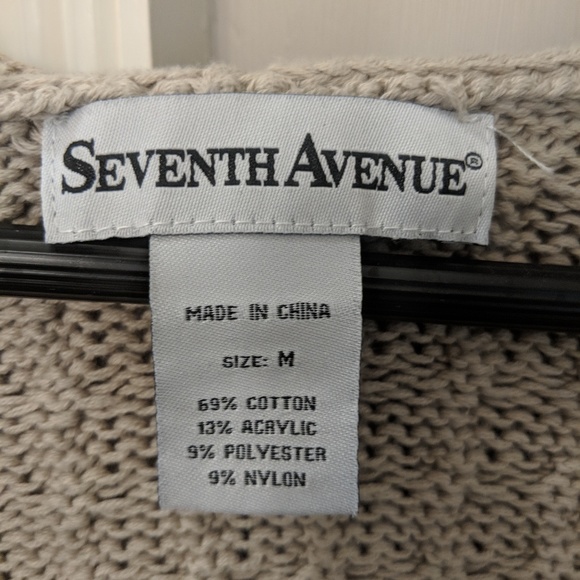 SEVENTH AVENUE®
MADE IN CHINA
SIZE: M
69% COTTON
13% ACRYLIC
9% POLYESTER
9% NYLON